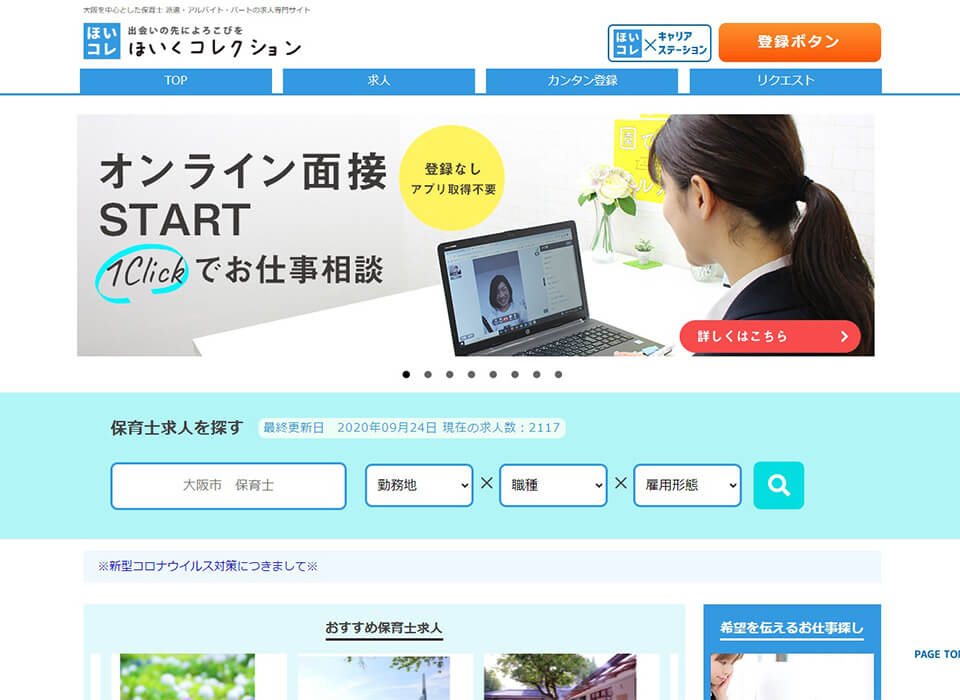 大阪を中心とした保育士 派遣・アルバイト・パートの求人専門サイト
ほい
コレ
出会いの先によろこびを
ほいくコレクション
ほい
コレ
×
キャリア
ステーション
登録ボタン
TOP
求人
カンタン登録
リクエスト
オンライン面接
START
1Clickでお仕事相談
登録なし
アプリ取得不要
詳しくはこちら
保育士求人を探す
最終更新日 2020年09月24日 現在の求人数：2117
大阪市 保育士
勤務地
×
職種
×
雇用形態
※新型コロナウイルス対策につきまして※
おすすめ保育士求人
希望を伝えるお仕事探し
PAGE TO